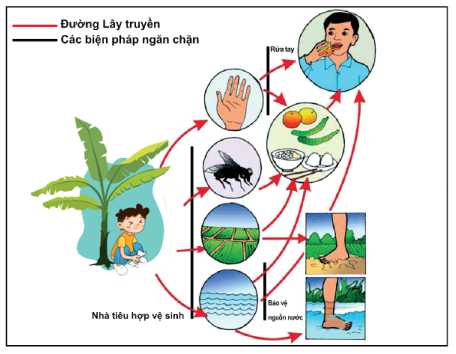 Đường Lây truyền
Các biện pháp ngăn chặn
Rửa tay
Nhà tiêu hợp vệ sinh
Bảo vệ
nguồn nước